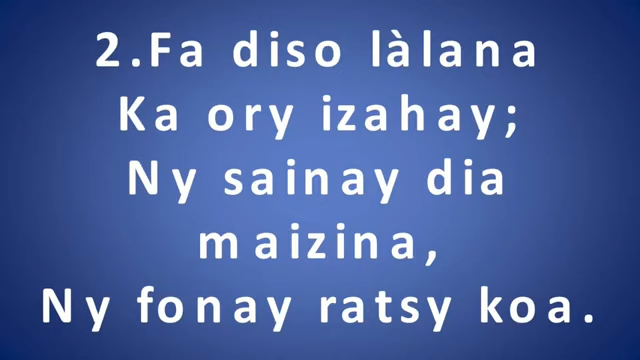 2.Fa diso làlana
Ka ory izahay;
Ny sainay dia
maizina,
Ny fonay ratsy koa.